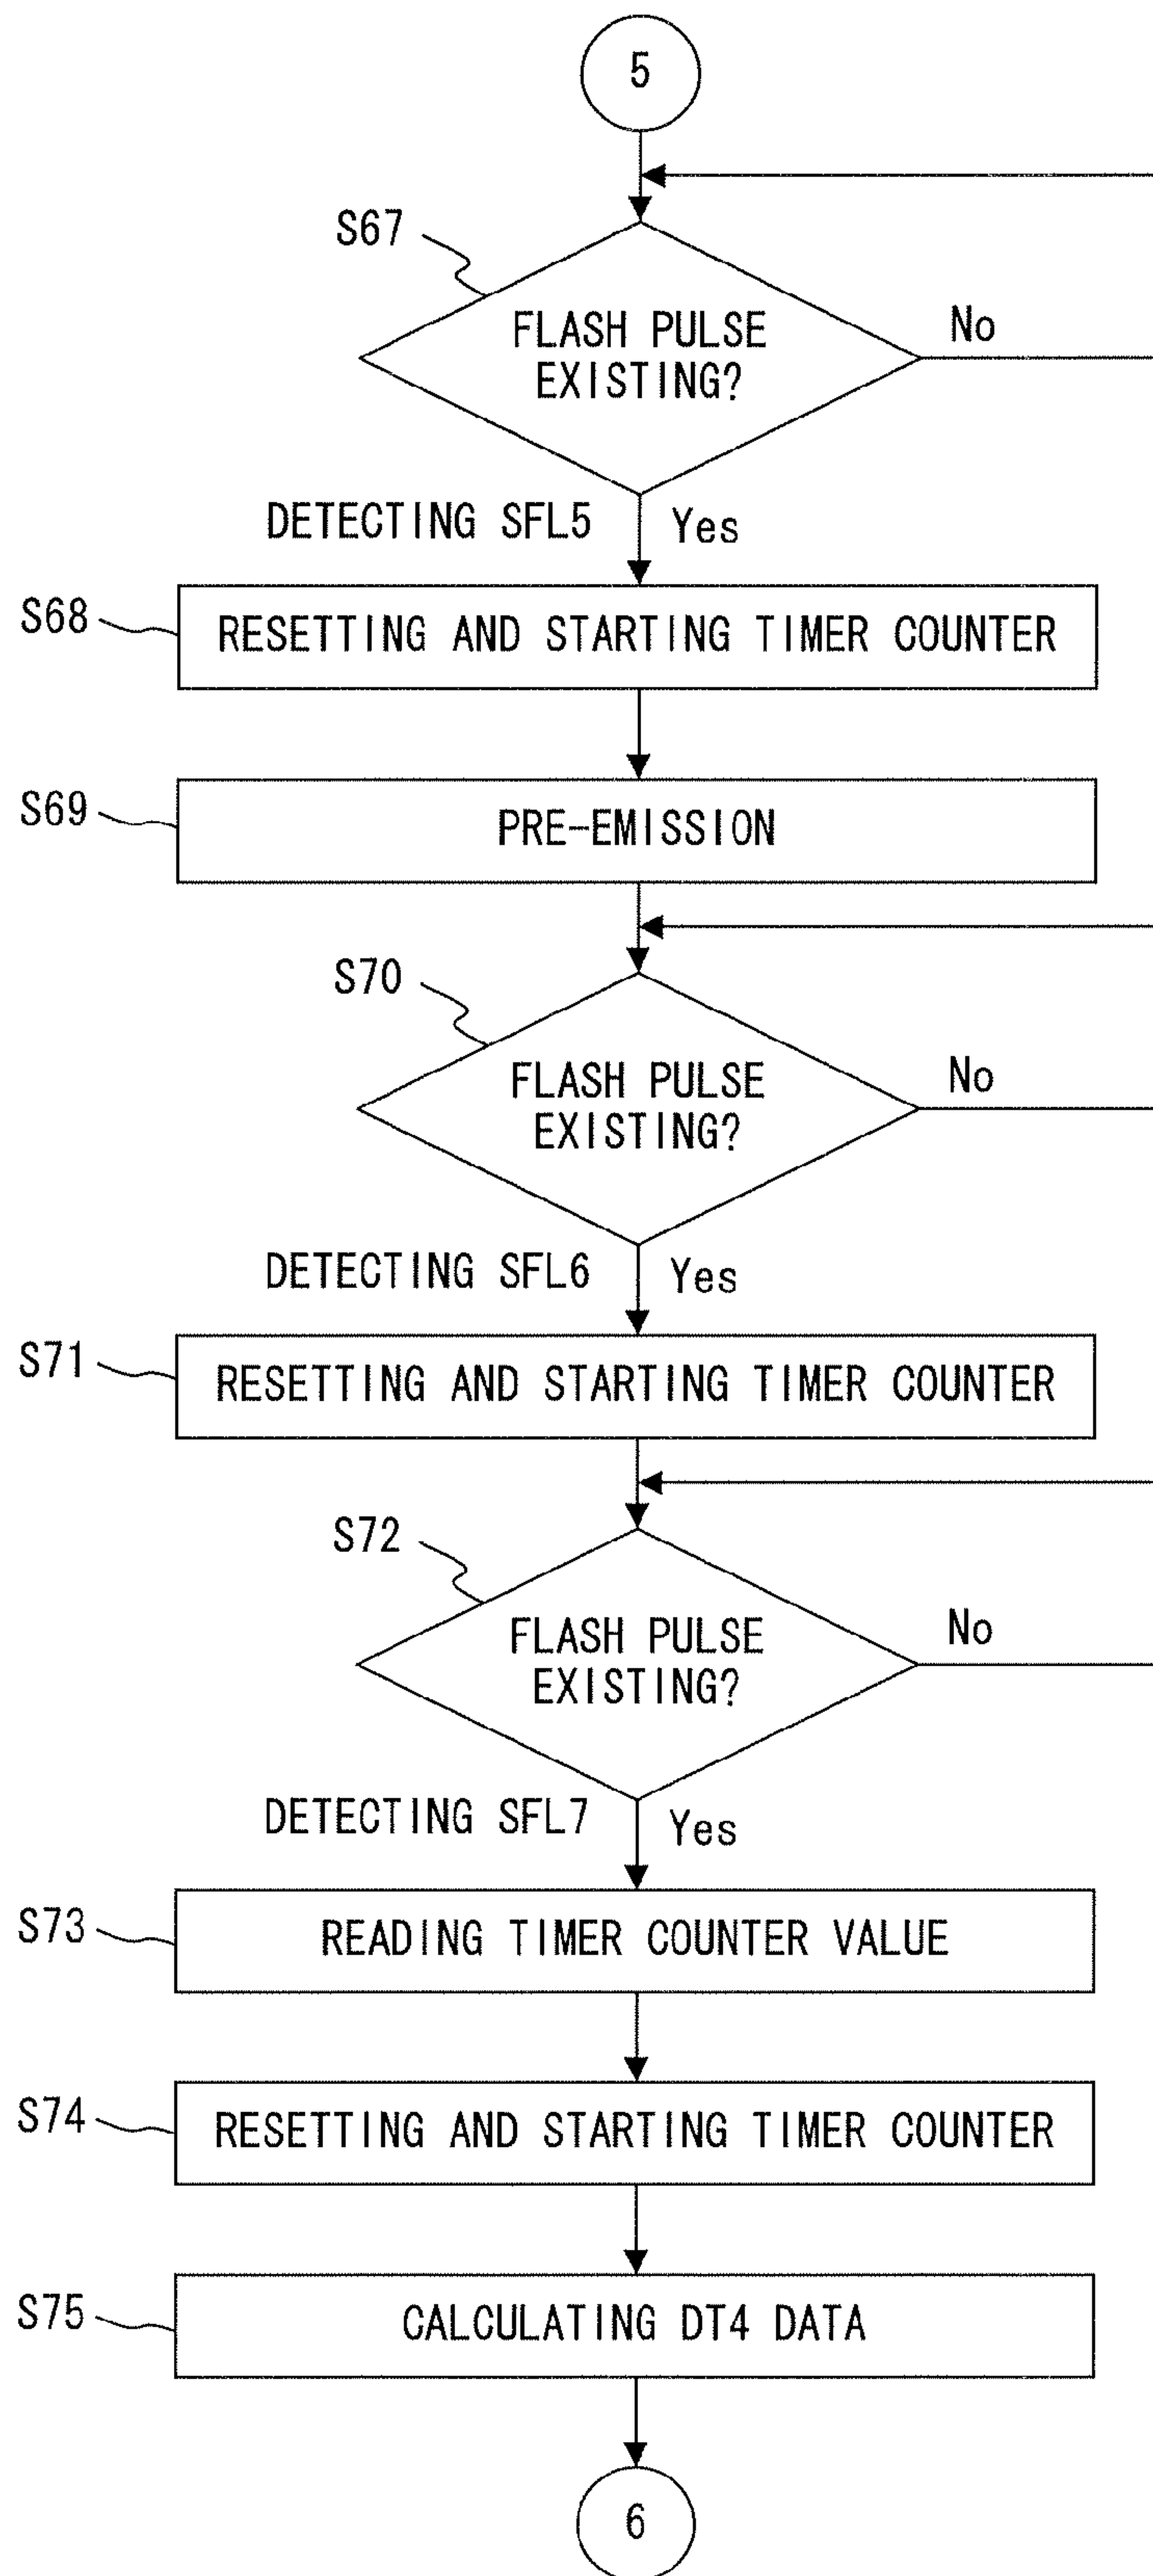 5
S67
FLASH PULSE
EXISTING?
No
DETECTING SFL5
Yes
S68
RESETTING AND STARTING TIMER COUNTER
S69
PRE-EMISSION
S70
FLASH PULSE
EXISTING?
No
DETECTING SFL6
Yes
S71
RESETTING AND STARTING TIMER COUNTER
S72
FLASH PULSE
EXISTING?
No
DETECTING SFL7
Yes
S73
READING TIMER COUNTER VALUE
S74
RESETTING AND STARTING TIMER COUNTER
S75
CALCULATING DT4 DATA
6